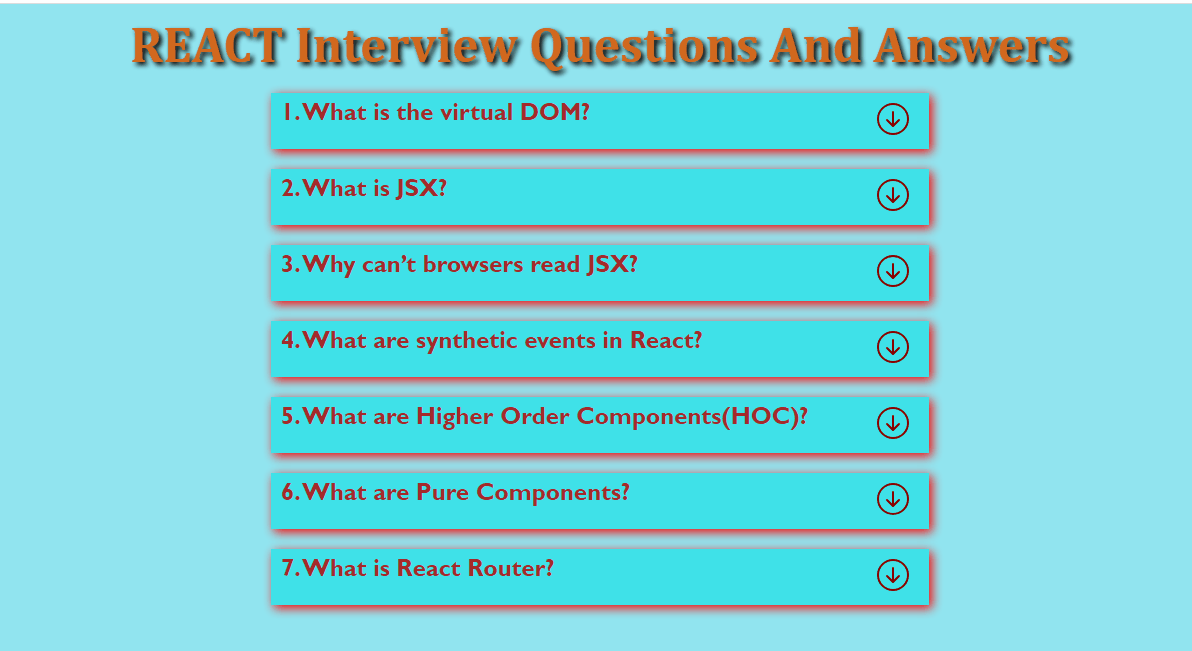 REACT Interview Questions And Answers
1. What is the virtual DOM?
2. What is JSX?
3. Why can’t browsers read JSX?
4. What are synthetic events in React?
5. What are Higher Order Components(HOC)?
6. What are Pure Components?
7. What is React Router?